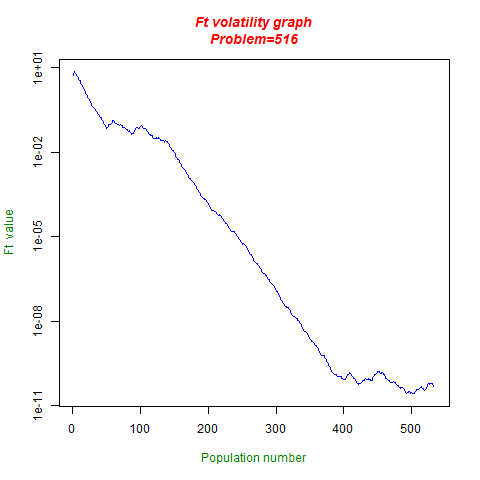 Ft volatility graph
Problem=516
1e+01
1e-02
1e-05
1e-08
1e-11
Ft value
0 100 200 300 400 500
Population number